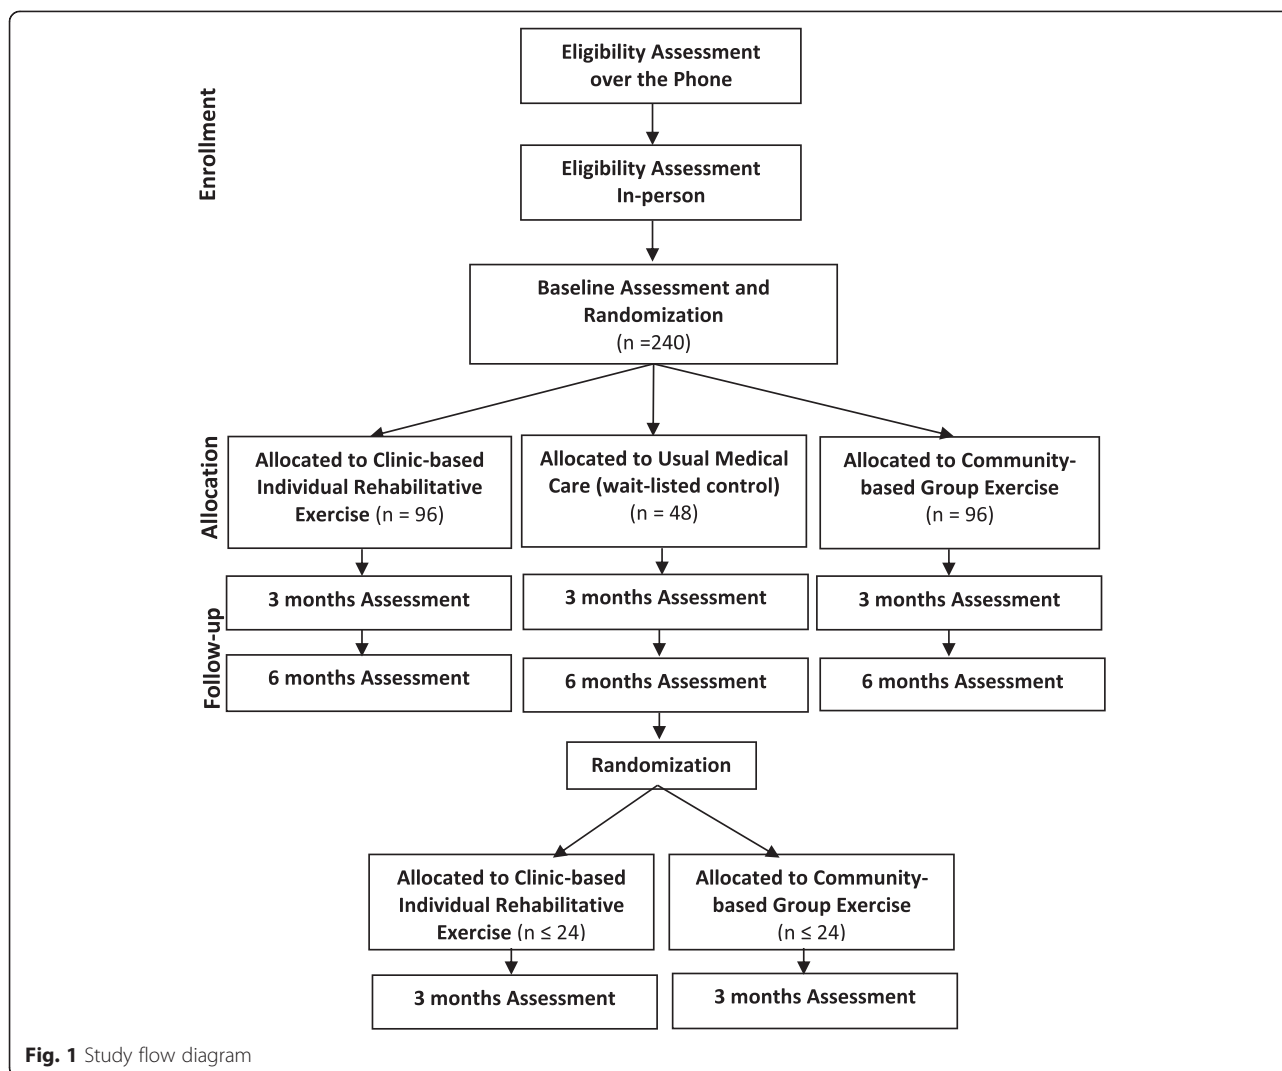 Enrollment
Eligibility Assessment
over the Phone
Eligibility Assessment
In-person
Baseline Assessment and
Randomization
(n =240)
Allocation
Allocated to Clinic-based
Individual Rehabilitative
Exercise (n = 96)
Allocated to Usual Medical
Care (wait-listed control)
(n = 48)
Allocated to Community-
based Group Exercise
(n = 96)
Follow-up
3 months Assessment
3 months Assessment
3 months Assessment
6 months Assessment
6 months Assessment
6 months Assessment
Randomization
Allocated to Clinic-based
Individual Rehabilitative
Exercise (n ≤ 24)
Allocated to Community-
based Group Exercise
(n ≤ 24)
3 months Assessment
3 months Assessment
Fig. 1 Study flow diagram